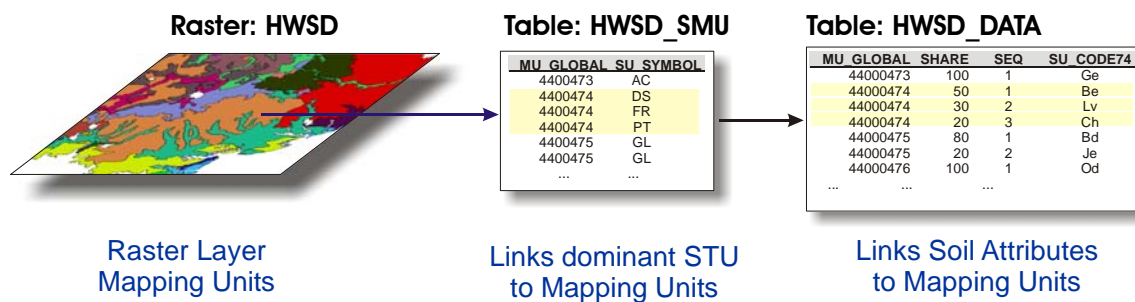 Raster: HWSD
Table: HWSD_SMU
Table: HWSD_DATA
MU_GLOBAL SU_SYMBOL
4400473 AC
4400474 DS
4400474 FR
4400474 PT
4400475 GL
4400475 GL
... ...
MU_GLOBAL SHARE SEQ SU_CODE74
44000473 100 1 Ge
44000474 50 1 Be
44000474 30 2 Lv
44000474 20 3 Ch
44000475 80 1 Bd
44000475 20 2 Je
44000476 100 1 Od
... ... ...
Raster Layer
Mapping Units
Links dominant STU
to Mapping Units
Links Soil Attributes
to Mapping Units